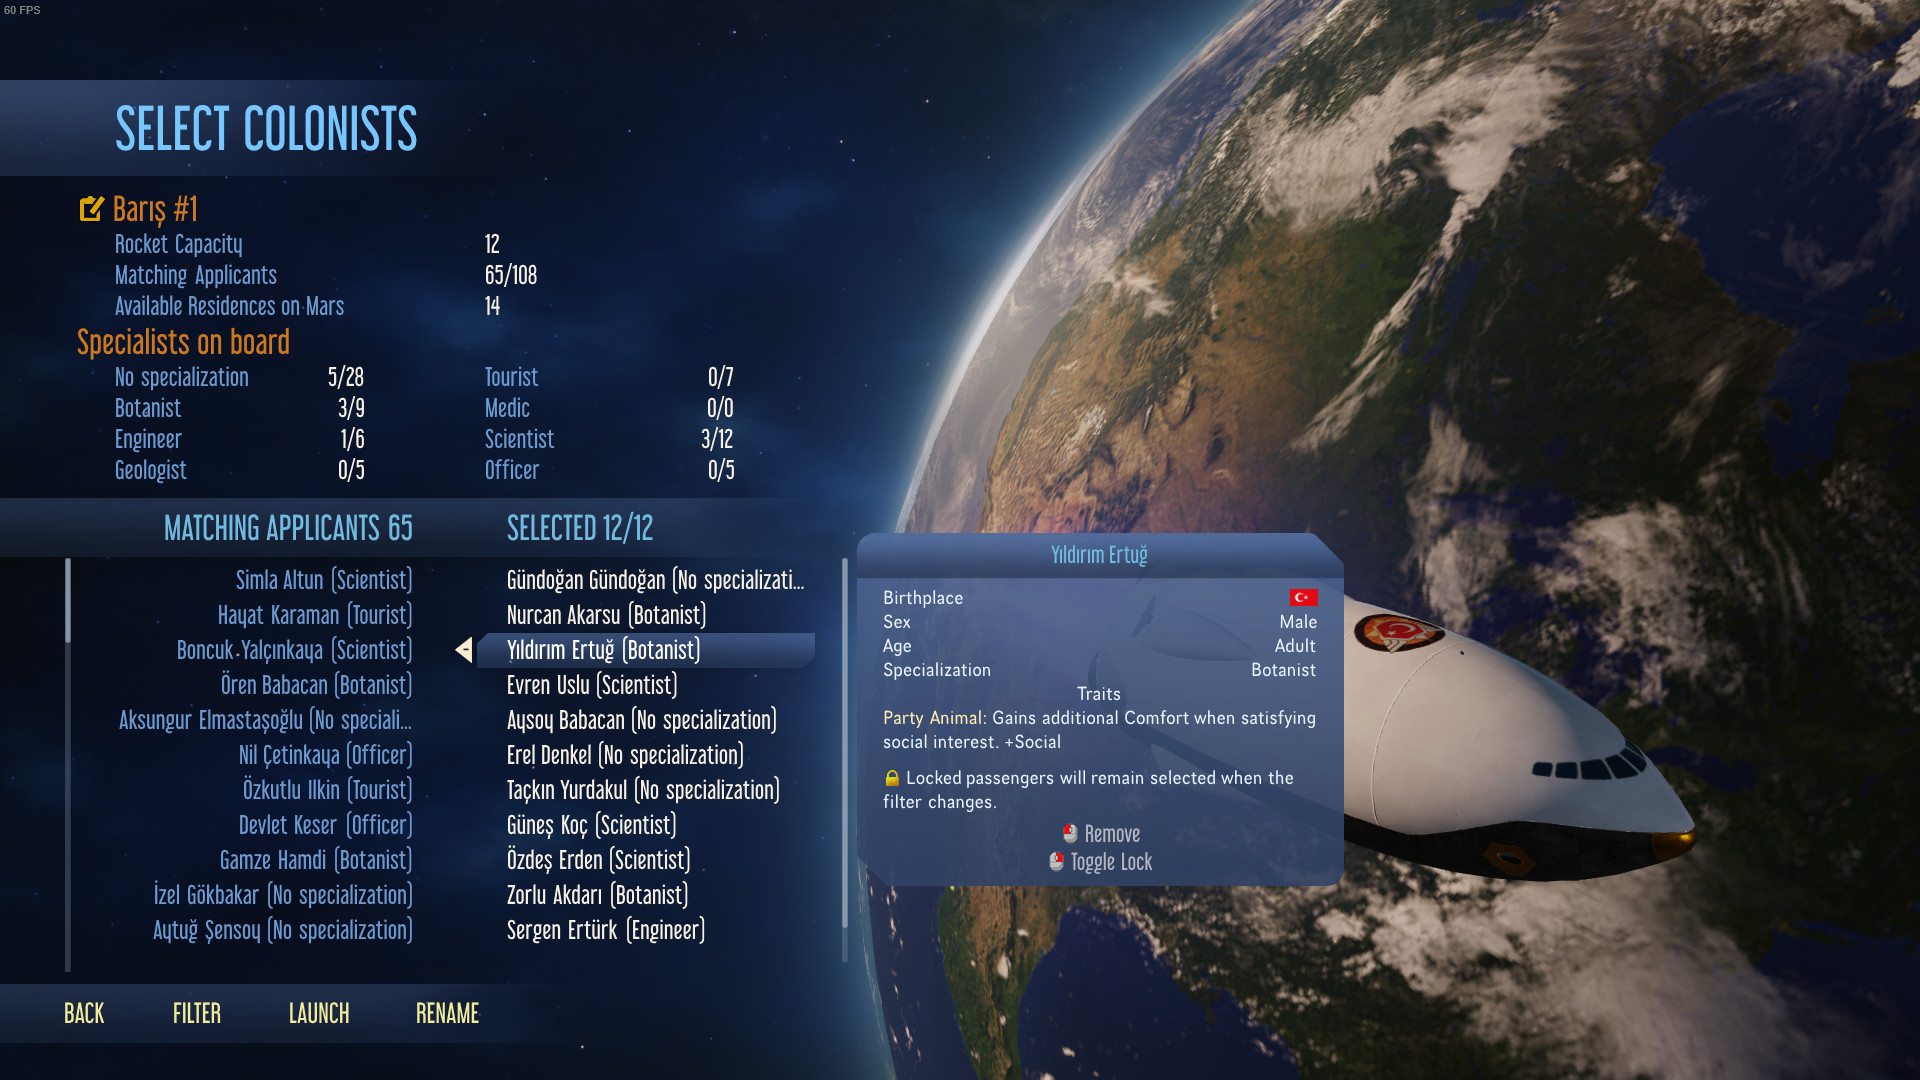 60 FPS
SELECT COLONISTS
Barış #1
Rocket Capacity 12
Matching Applicants 65/108
Available Residences on Mars 14
Specialists on board
No specialization 5/28 Tourist 0/7
Botanist 3/9 Medic 0/0
Engineer 1/6 Scientist 3/12
Geologist 0/5 Officer 0/5
MATCHING APPLICANTS 65
Simla Altun (Scientist)
Hayat Karaman (Tourist)
Boncuk Yalçınkaya (Scientist)
Ören Babacan (Botanist)
Aksungur Elmastaşoğlu (No speciali...
Nil Çetinkaya (Officer)
Özkutlu Ilkin (Tourist)
Devlet Keser (Officer)
Gamze Hamdi (Botanist)
İzel Gökbakar (No specialization)
Aytuğ Şensoy (No specialization)
SELECTED 12/12
Gündoğan Gündoğan (No specializati...
Nurcan Akarsu (Botanist)
Yıldırım Ertuğ (Botanist)
Evren Uslu (Scientist)
Aysoy Babacan (No specialization)
Erel Denkel (No specialization)
Taçkın Yurdakul (No specialization)
Güneş Koç (Scientist)
Özdeş Erden (Scientist)
Zorlu Akdarı (Botanist)
Sergen Ertürk (Engineer)
Yıldırım Ertuğ
Birthplace
Sex Male
Age Adult
Specialization Botanist
Traits
Party Animal: Gains additional Comfort when satisfying
social interest. +Social
Locked passengers will remain selected when the
filter changes.
Remove
Toggle Lock
BACK FILTER LAUNCH RENAME